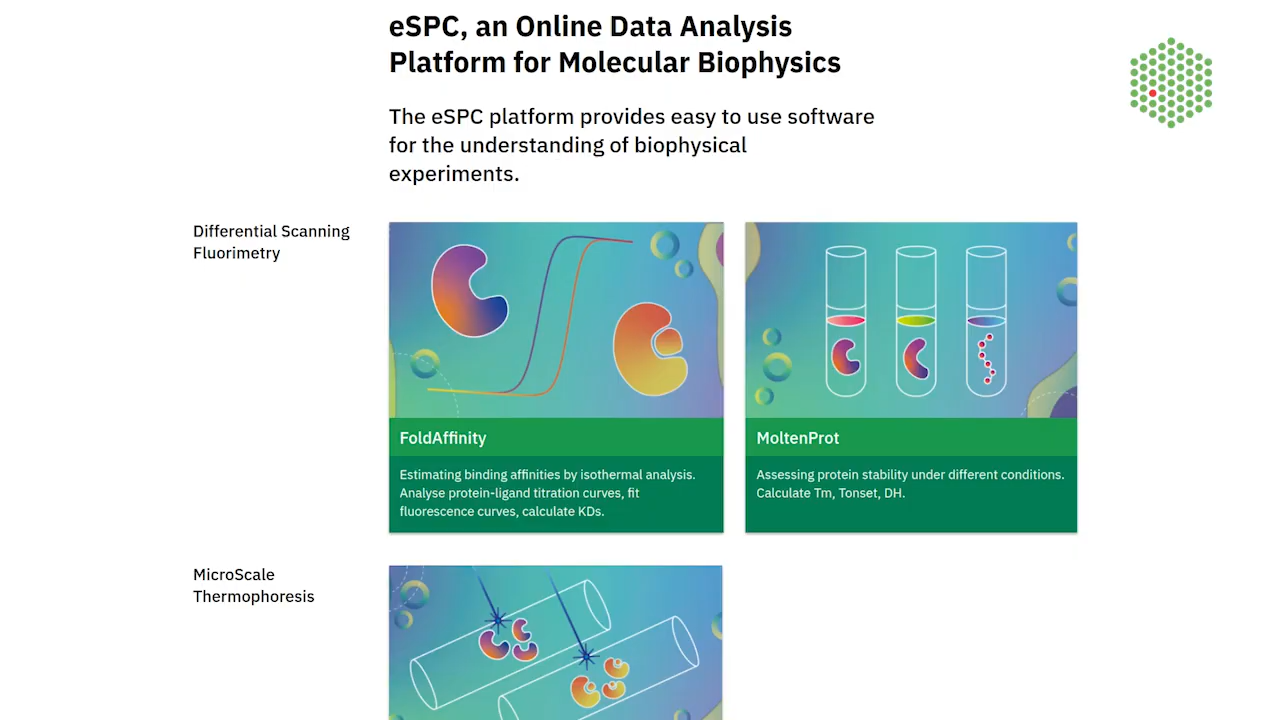 eSPC, an Online Data Analysis
Platform for Molecular Biophysics
The eSPC platform provides easy to use software
for the understanding of biophysical
experiments.
Differential Scanning
Fluorimetry
FoldAffinity
Estimating binding affinities by isothermal analysis.
Analyse protein-ligand titration curves, fit
fluorescence curves, calculate KDs.
MoltenProt
Assessing protein stability under different conditions.
Calculate Tm, Tonset, DH.
MicroScale
Thermophoresis